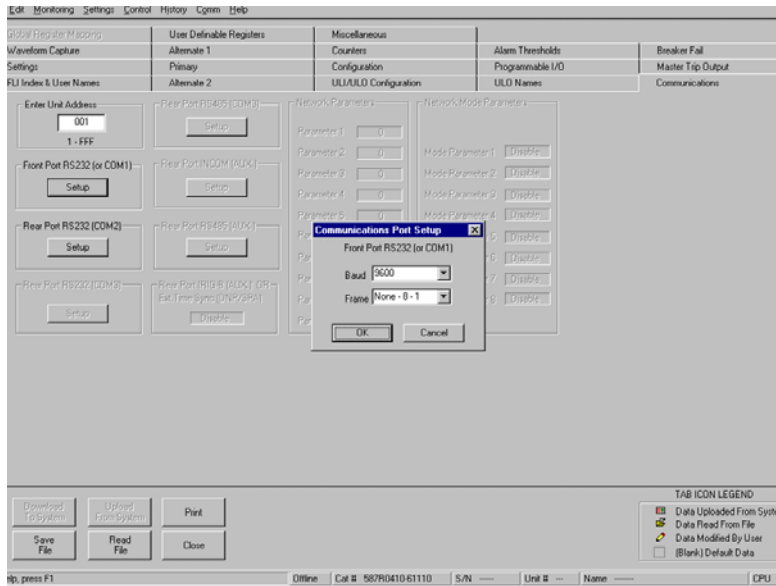 Edit Monitoring Settings Control History Comm Help
Global Register Mapping User Definable Registers Miscellaneous
Waveform Capture Alternate 1 Counters Alarm Thresholds Breaker Fail
Settings Primary Configuration Programmable I/O Master Trip Output
FLI Index & User Names Alternate 2 ULI/ULO Configuration ULO Names Communications
Enter Unit Address
001
1 - FFF
Front Port RS232 (or COM1)
Setup
Rear Port RS232 (COM2)
Setup
Rear Port RS232 (COM3)
Setup
Rear Port RS485 (COM3)
Setup
Rear Port INCOM (AUX.)
Setup
Rear Port RS485 (AUX.)
Setup
Rear Port IRIG-B (AUX.) OR
Ext Time Sync (DNP/SPA)
Disable
Network Parameters
Parameter 1 0
Parameter 2 0
Parameter 3 0
Parameter 4 0
Parameter 5 0
Network Mode Parameters
Mode Parameter 1 Disable
Mode Parameter 2 Disable
Mode Parameter 3 Disable
Mode Parameter 4 Disable
5 Disable
6 Disable
7 Disable
8 Disable
Communications Port Setup
Front Port RS232 (or COM1)
Baud 9600
Frame None - 8 - 1
OK Cancel
Download To System
Upload From System
Print
Save File
Read File
Close
TAB ICON LEGEND
Data Uploaded From Syste
Data Read From File
Data Modified By User
(Blank) Default Data
elp, press F1 Offline Cat # 587R0410-61110 S/N ---- Unit # -- Name ------ CPU